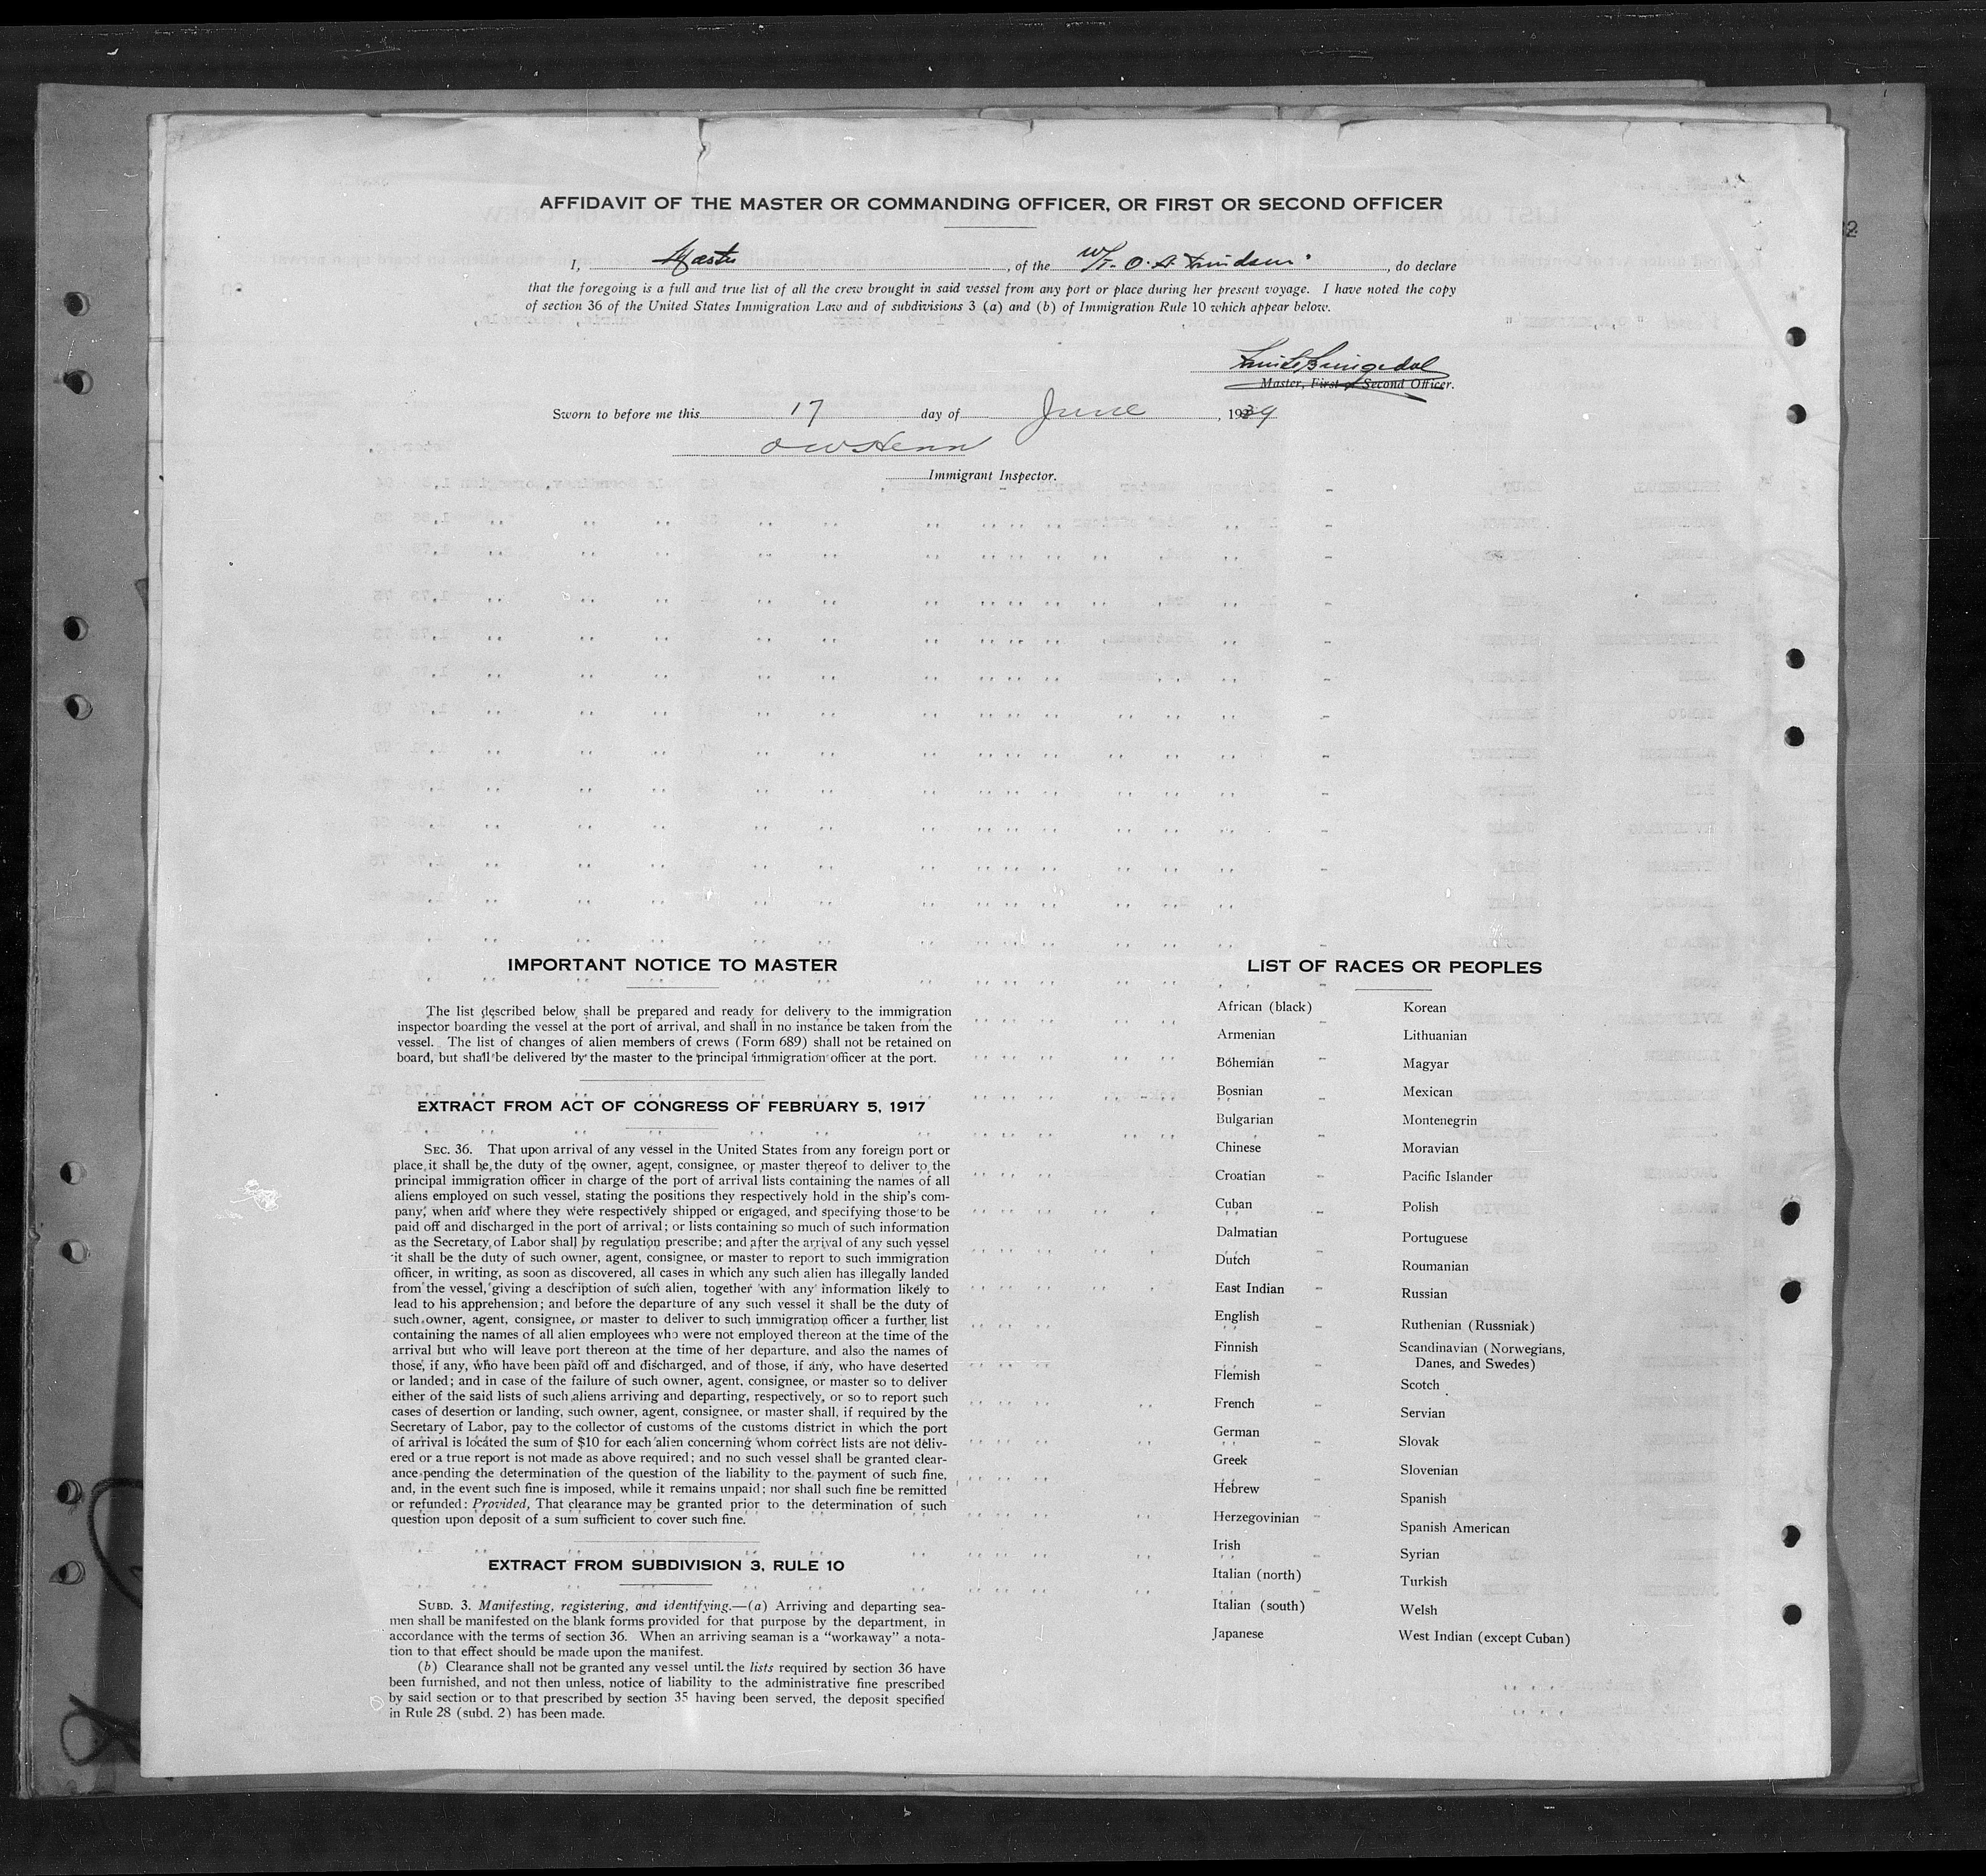 AFFIDAVIT OF THE MASTER OR COMMANDING OFFICER, OR FIRST OR SECOND OFFICER
I, Master, of the M/T. O. A. Knudsen, do declare
that the foregoing is a full and true list of all the crew brought in said vessel from any port or place during her present voyage. I have noted the copy
of section 36 of the United States Immigration Law and of subdivisions 3 (a) and (b) of Immigration Rule 10 which appear below.
Master, First or Second Officer.
Sworn to before me this 17 day of June, 1939
O W Henn
Immigrant Inspector.
IMPORTANT NOTICE TO MASTER
The list described below shall be prepared and ready for delivery to the immigration
inspector boarding the vessel at the port of arrival, and shall in no instance be taken from the
vessel. The list of changes of alien members of crews (Form 689) shall not be retained on
board, but shall be delivered by the master to the principal immigration officer at the port.
EXTRACT FROM ACT OF CONGRESS OF FEBRUARY 5, 1917
SEC. 36. That upon arrival of any vessel in the United States from any foreign port or
place it shall be the duty of the owner, agent, consignee, or master thereof to deliver to the
principal immigration officer in charge of the port of arrival lists containing the names of all
aliens employed on such vessel, stating the positions they respectively hold in the ship's com-
pany, when and where they were respectively shipped or engaged, and specifying those to be
paid off and discharged in the port of arrival; or lists containing so much of such information
as the Secretary of Labor shall by regulation prescribe; and after the arrival of any such vessel
it shall be the duty of such owner, agent, consignee, or master to report to such immigration
officer, in writing, as soon as discovered, all cases in which any such alien has illegally landed
from the vessel, giving a description of such alien, together with any information likely to
lead to his apprehension; and before the departure of any such vessel it shall be the duty of
such owner, agent, consignee, or master to deliver to such immigration officer a further list
containing the names of all alien employees who were not employed thereon at the time of the
arrival but who will leave port thereon at the time of her departure, and also the names of
those, if any, who have been paid off and discharged, and of those, if any, who have deserted
or landed; and in case of the failure of such owner, agent, consignee, or master so to deliver
either of the said lists of such aliens arriving and departing, respectively, or so to report such
cases of desertion or landing, such owner, agent, consignee, or master shall, if required by the
Secretary of Labor, pay to the collector of customs of the customs district in which the port
of arrival is located the sum of $10 for each alien concerning whom correct lists are not deliv-
ered or a true report is not made as above required; and no such vessel shall be granted clear-
ance pending the determination of the question of the liability to the payment of such fine,
and, in the event such fine is imposed, while it remains unpaid; nor shall such fine be remitted
or refunded: Provided, That clearance may be granted prior to the determination of such
question upon deposit of a sum sufficient to cover such fine.
EXTRACT FROM SUBDIVISION 3, RULE 10
SUBD. 3. Manifesting, registering, and identifying.—(a) Arriving and departing sea-
men shall be manifested on the blank forms provided for that purpose by the department, in
accordance with the terms of section 36. When an arriving seaman is a "workaway" a nota-
tion to that effect should be made upon the manifest.
(b) Clearance shall not be granted any vessel until the lists required by section 36 have
been furnished, and not then unless, notice of liability to the administrative fine prescribed
by said section or to that prescribed by section 35 having been served, the deposit specified
in Rule 28 (subd. 2) has been made.
LIST OF RACES OR PEOPLES
African (black)
Armenian
Bohemian
Bosnian
Bulgarian
Chinese
Croatian
Cuban
Dalmatian
Dutch
East Indian
English
Finnish
Flemish
French
German
Greek
Hebrew
Herzegovinian
Irish
Italian (north)
Italian (south)
Japanese
Korean
Lithuanian
Magyar
Mexican
Montenegrin
Moravian
Pacific Islander
Polish
Portuguese
Roumanian
Russian
Ruthenian (Russniak)
Scandinavian (Norwegians,
Danes, and Swedes)
Scotch
Servian
Slovak
Slovenian
Spanish
Spanish American
Syrian
Turkish
Welsh
West Indian (except Cuban)